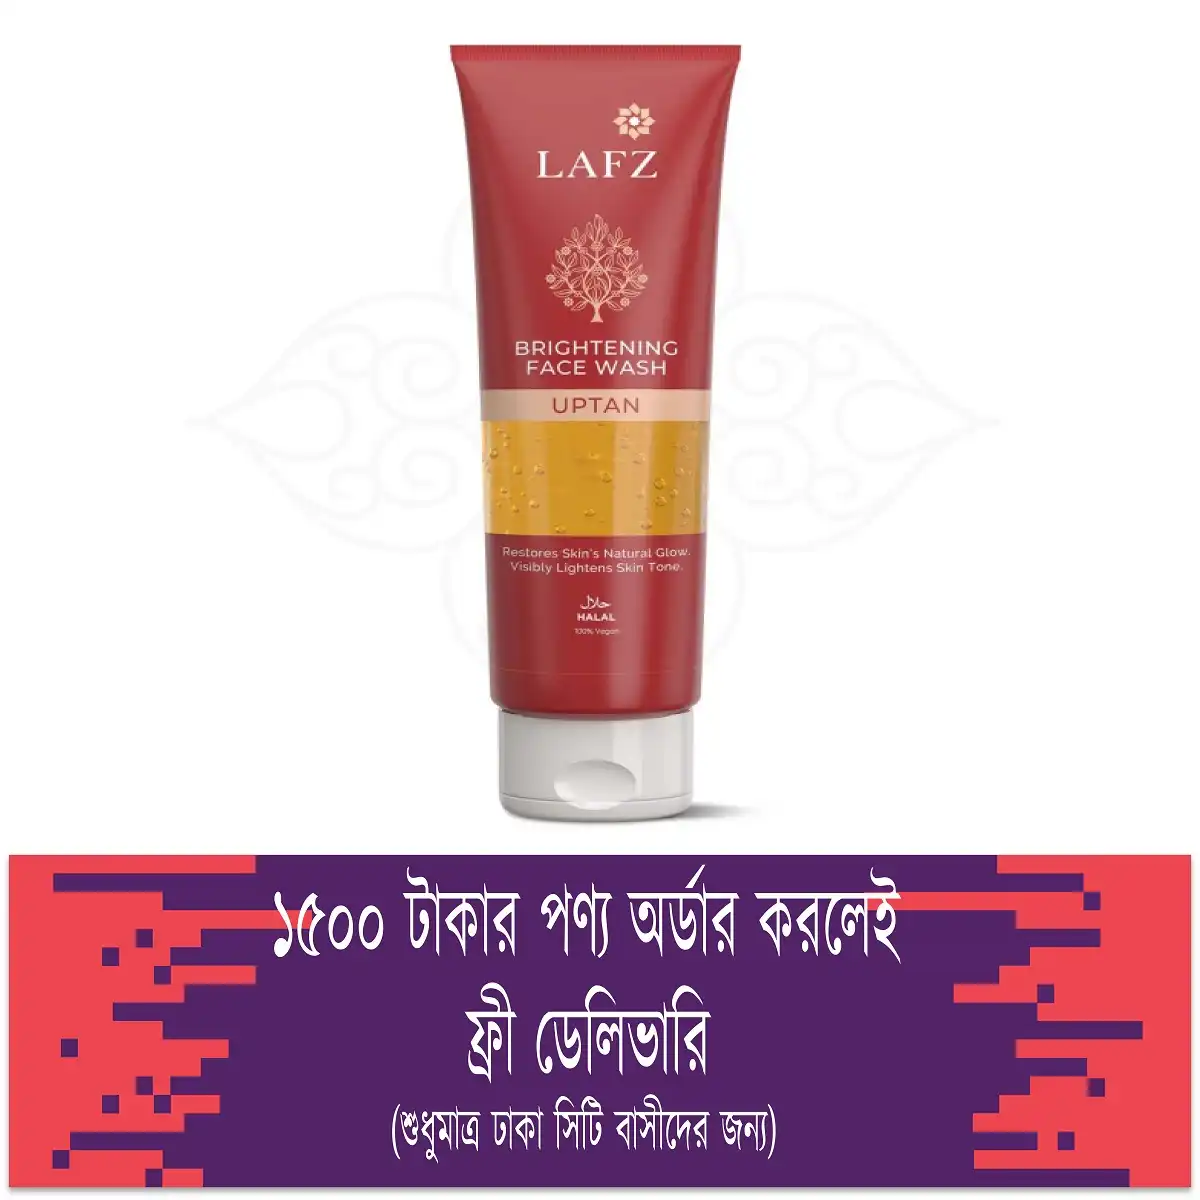 LAFZ
BRIGHTENING
FACE WASH
UPTAN
Restores Skin's Natural Glow.
Visibly Lightens Skin Tone.
حلال
HALAL
100% Vegan
১৫০০ টাকার পণ্য অর্ডার করলেই
ফ্রী ডেলিভারি
(শুধুমাত্র ঢাকা সিটি বাসীদের জন্য)